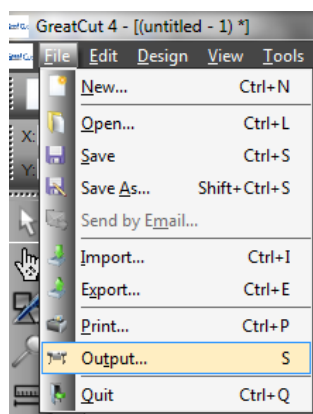 GreatCut 4 - [(untitled - 1) *]
File Edit Design View Tools
New... Ctrl+N
Open... Ctrl+L
Save Ctrl+S
Save As... Shift+Ctrl+S
Send by Email...
Import... Ctrl+I
Export... Ctrl+E
Print... Ctrl+P
Output... S
Quit Ctrl+Q
X:
Y: